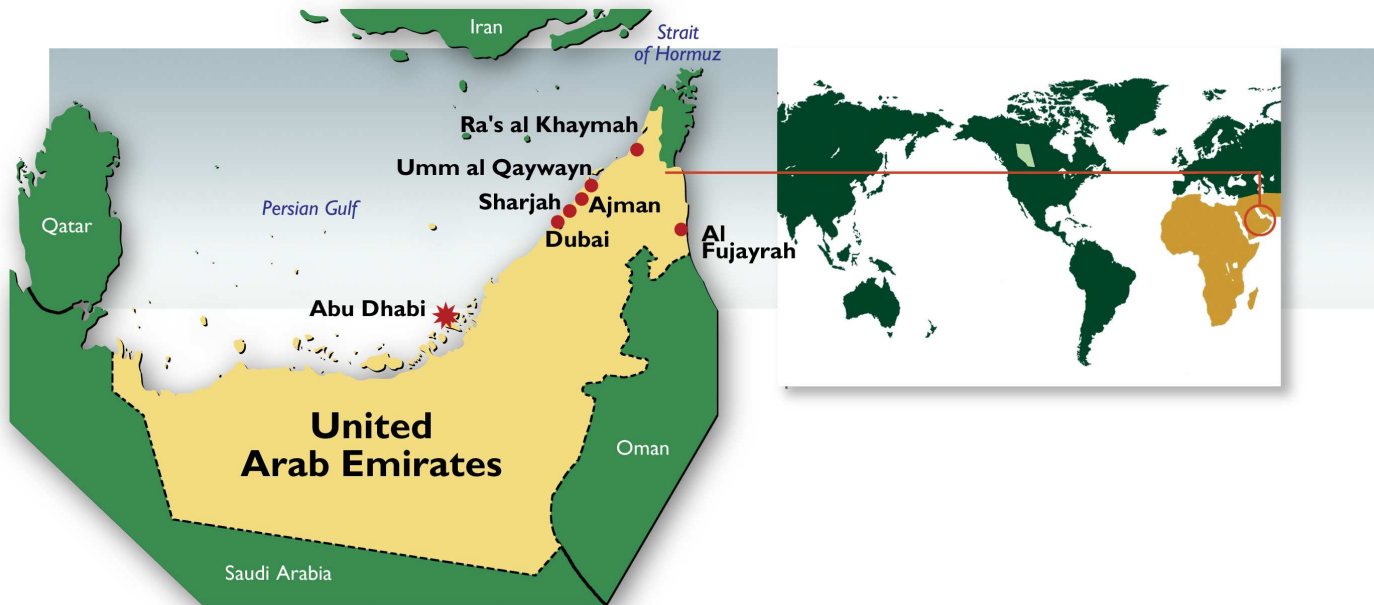 Iran
Strait
of Hormuz
Ra's al Khaymah
Umm al Qaywayn
Sharjah
Ajman
Persian Gulf
Qatar
Dubai
Al
Fujayrah
Abu Dhabi
United
Arab Emirates
Oman
Saudi Arabia